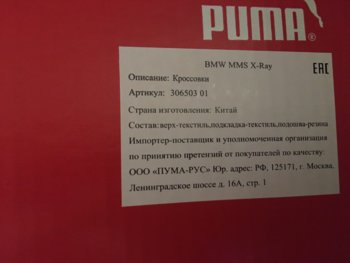 PUMA®
BMW MMS X-Ray
EAC
Описание: Кроссовки
Артикул: 306503 01
Страна изготовления: Китай
Состав:верх-текстиль,подкладка-текстиль,подошва-резина
Импортер-поставщик и уполномоченная организация
по принятию претензий от покупателей по качеству:
ООО «ПУМА-РУС» Юр. адрес: РФ, 125171, г. Москва,
Ленинградское шоссе д. 16А, стр. 1